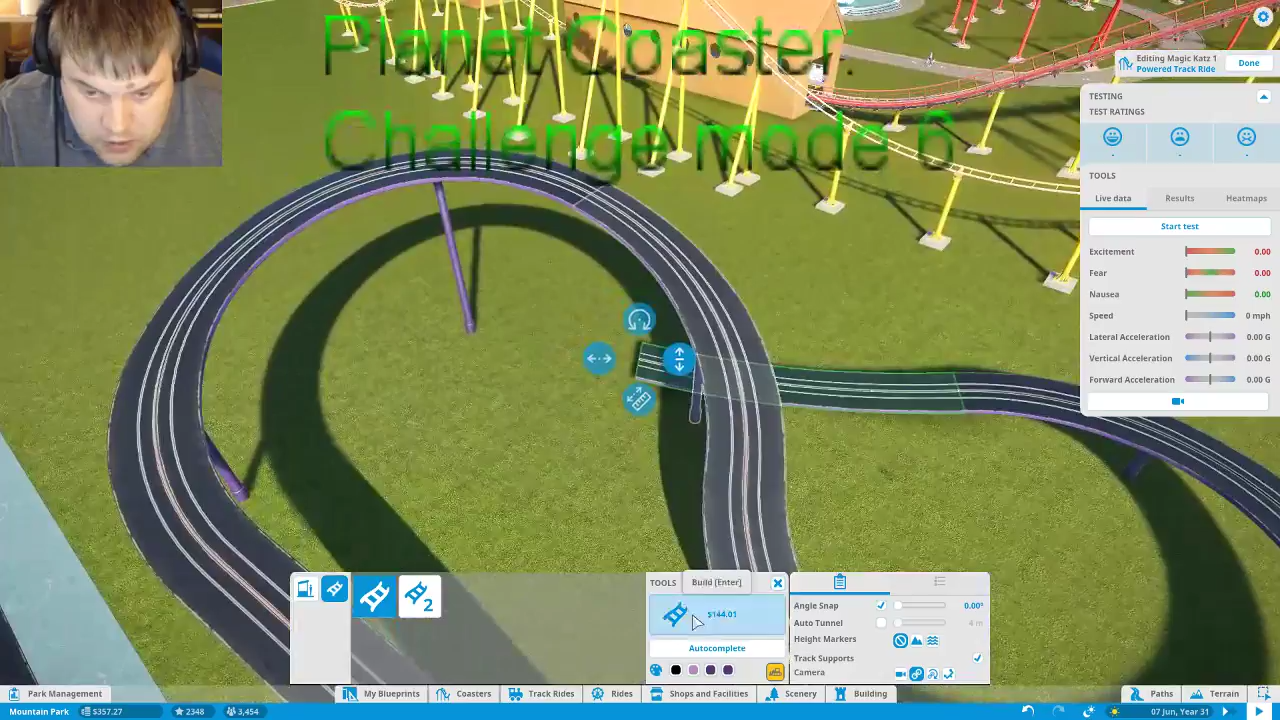 Planet Coaster:
Challenge mode 6
Editing Magic Katz 1
Powered Track Ride
Done
TESTING
TEST RATINGS
- - -
TOOLS
Live data Results Heatmaps
Start test
Excitement 0.00
Fear 0.00
Nausea 0.00
Speed 0 mph
Lateral Acceleration 0.00 G
Vertical Acceleration 0.00 G
Forward Acceleration 0.00 G
2
TOOLS Build [Enter]
$144.01
Autocomplete
Angle Snap 0.00°
Auto Tunnel 4 m
Height Markers
Track Supports
Camera
Park Management My Blueprints Coasters Track Rides Rides Shops and Facilities Scenery Building Paths Terrain
Mountain Park $357.27 2348 3,454 07 Jun, Year 31